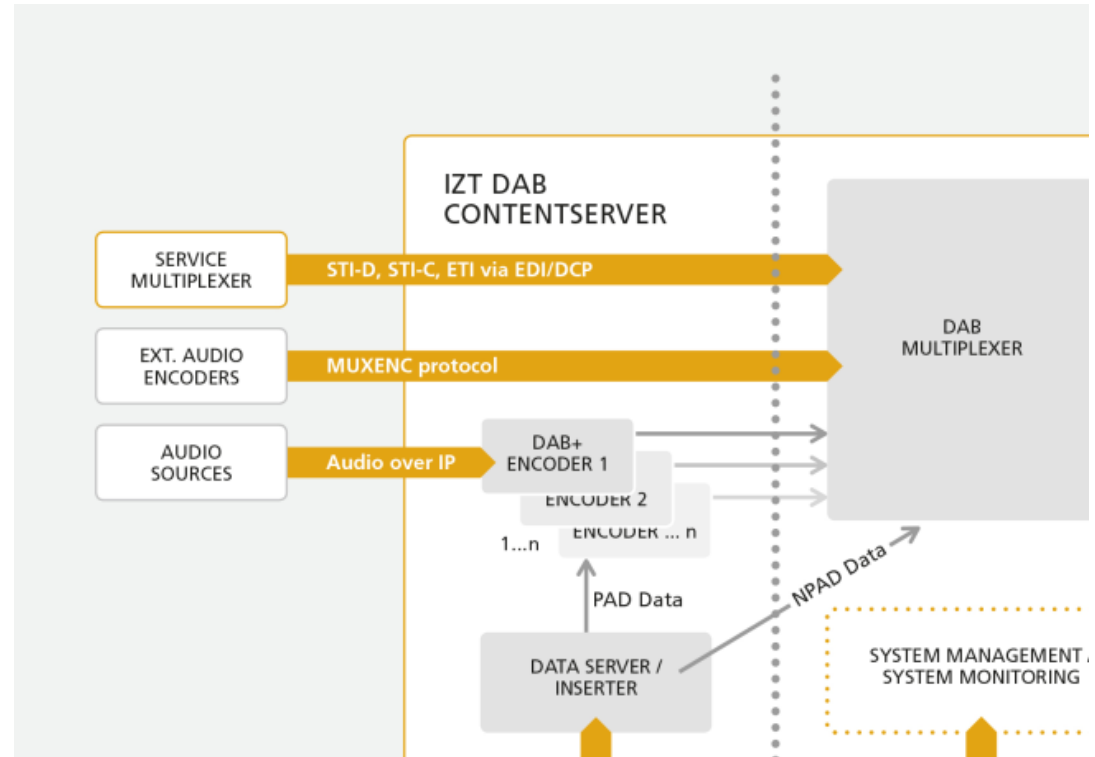 IZT DAB
CONTENTSERVER
SERVICE
MULTIPLEXER
STI-D, STI-C, ETI via EDI/DCP
DAB
MULTIPLEXER
EXT. AUDIO
ENCODERS
MUXENC protocol
AUDIO
SOURCES
Audio over IP
DAB+
ENCODER 1
ENCODER 2
ENCODER ... n
1...n
PAD Data
NPAD Data
DATA SERVER /
INSERTER
SYSTEM MANAGEMENT
SYSTEM MONITORING